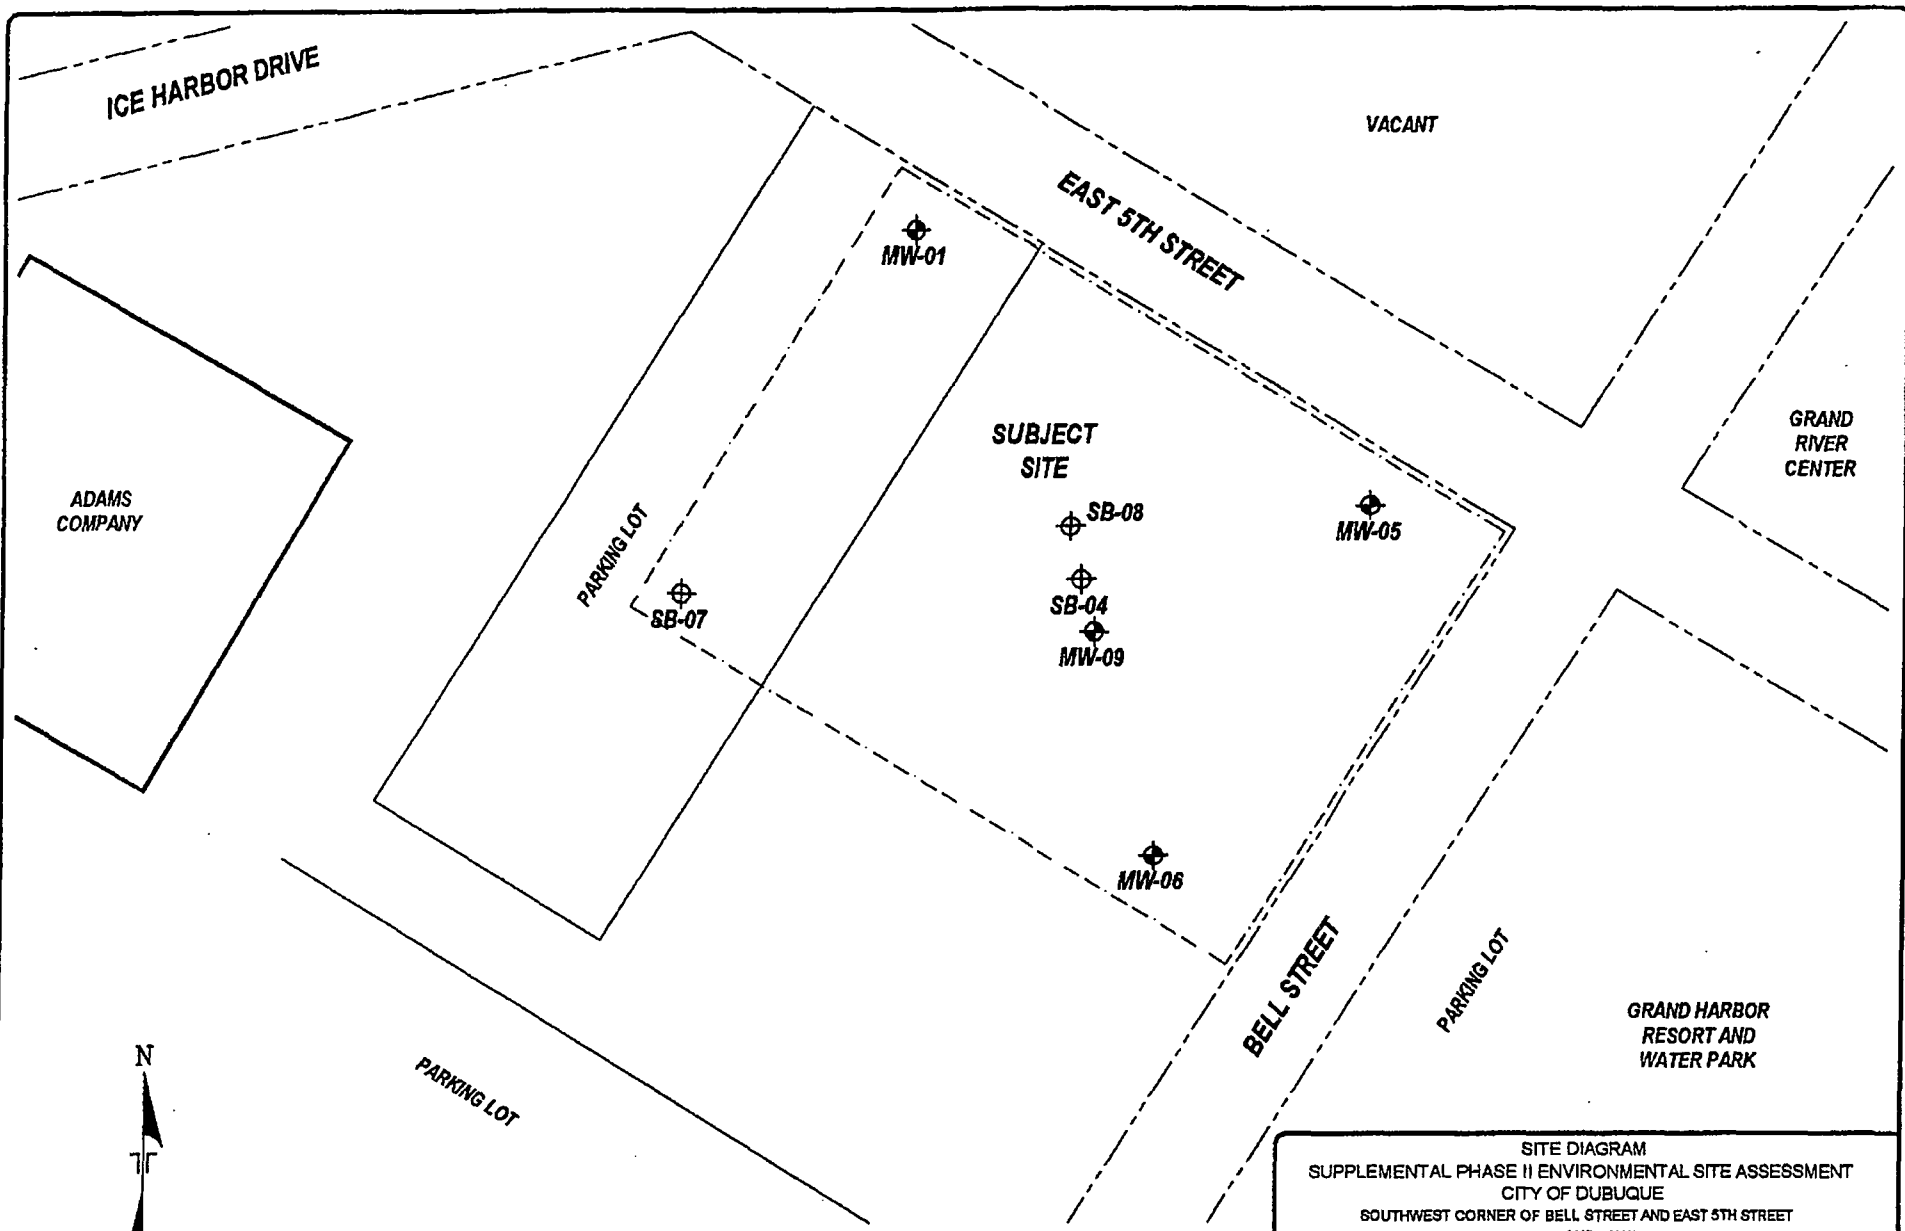 ICE HARBOR DRIVE
VACANT
EAST 5TH STREET
MW-01
SUBJECT
SITE
GRAND
RIVER
CENTER
ADAMS
COMPANY
PARKING LOT
SB-08
MW-05
SB-04
SB-07
MW-09
MW-06
BELL STREET
PARKING LOT
GRAND HARBOR
RESORT AND
WATER PARK
N
PARKING LOT
SITE DIAGRAM
SUPPLEMENTAL PHASE II ENVIRONMENTAL SITE ASSESSMENT
CITY OF DUBUQUE
SOUTHWEST CORNER OF BELL STREET AND EAST 5TH STREET